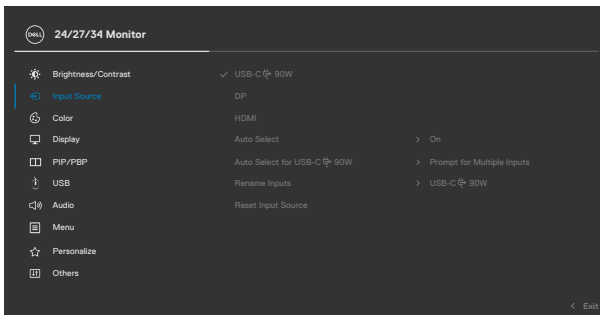 DELL 24/27/34 Monitor
Brightness/Contrast ✓ USB-C 90W
Input Source DP
Color HDMI
Display Auto Select > On
PIP/PBP Auto Select for USB-C 90W > Prompt for Multiple Inputs
USB Rename Inputs > USB-C 90W
Audio Reset Input Source
Menu
Personalize
Others
< Exit